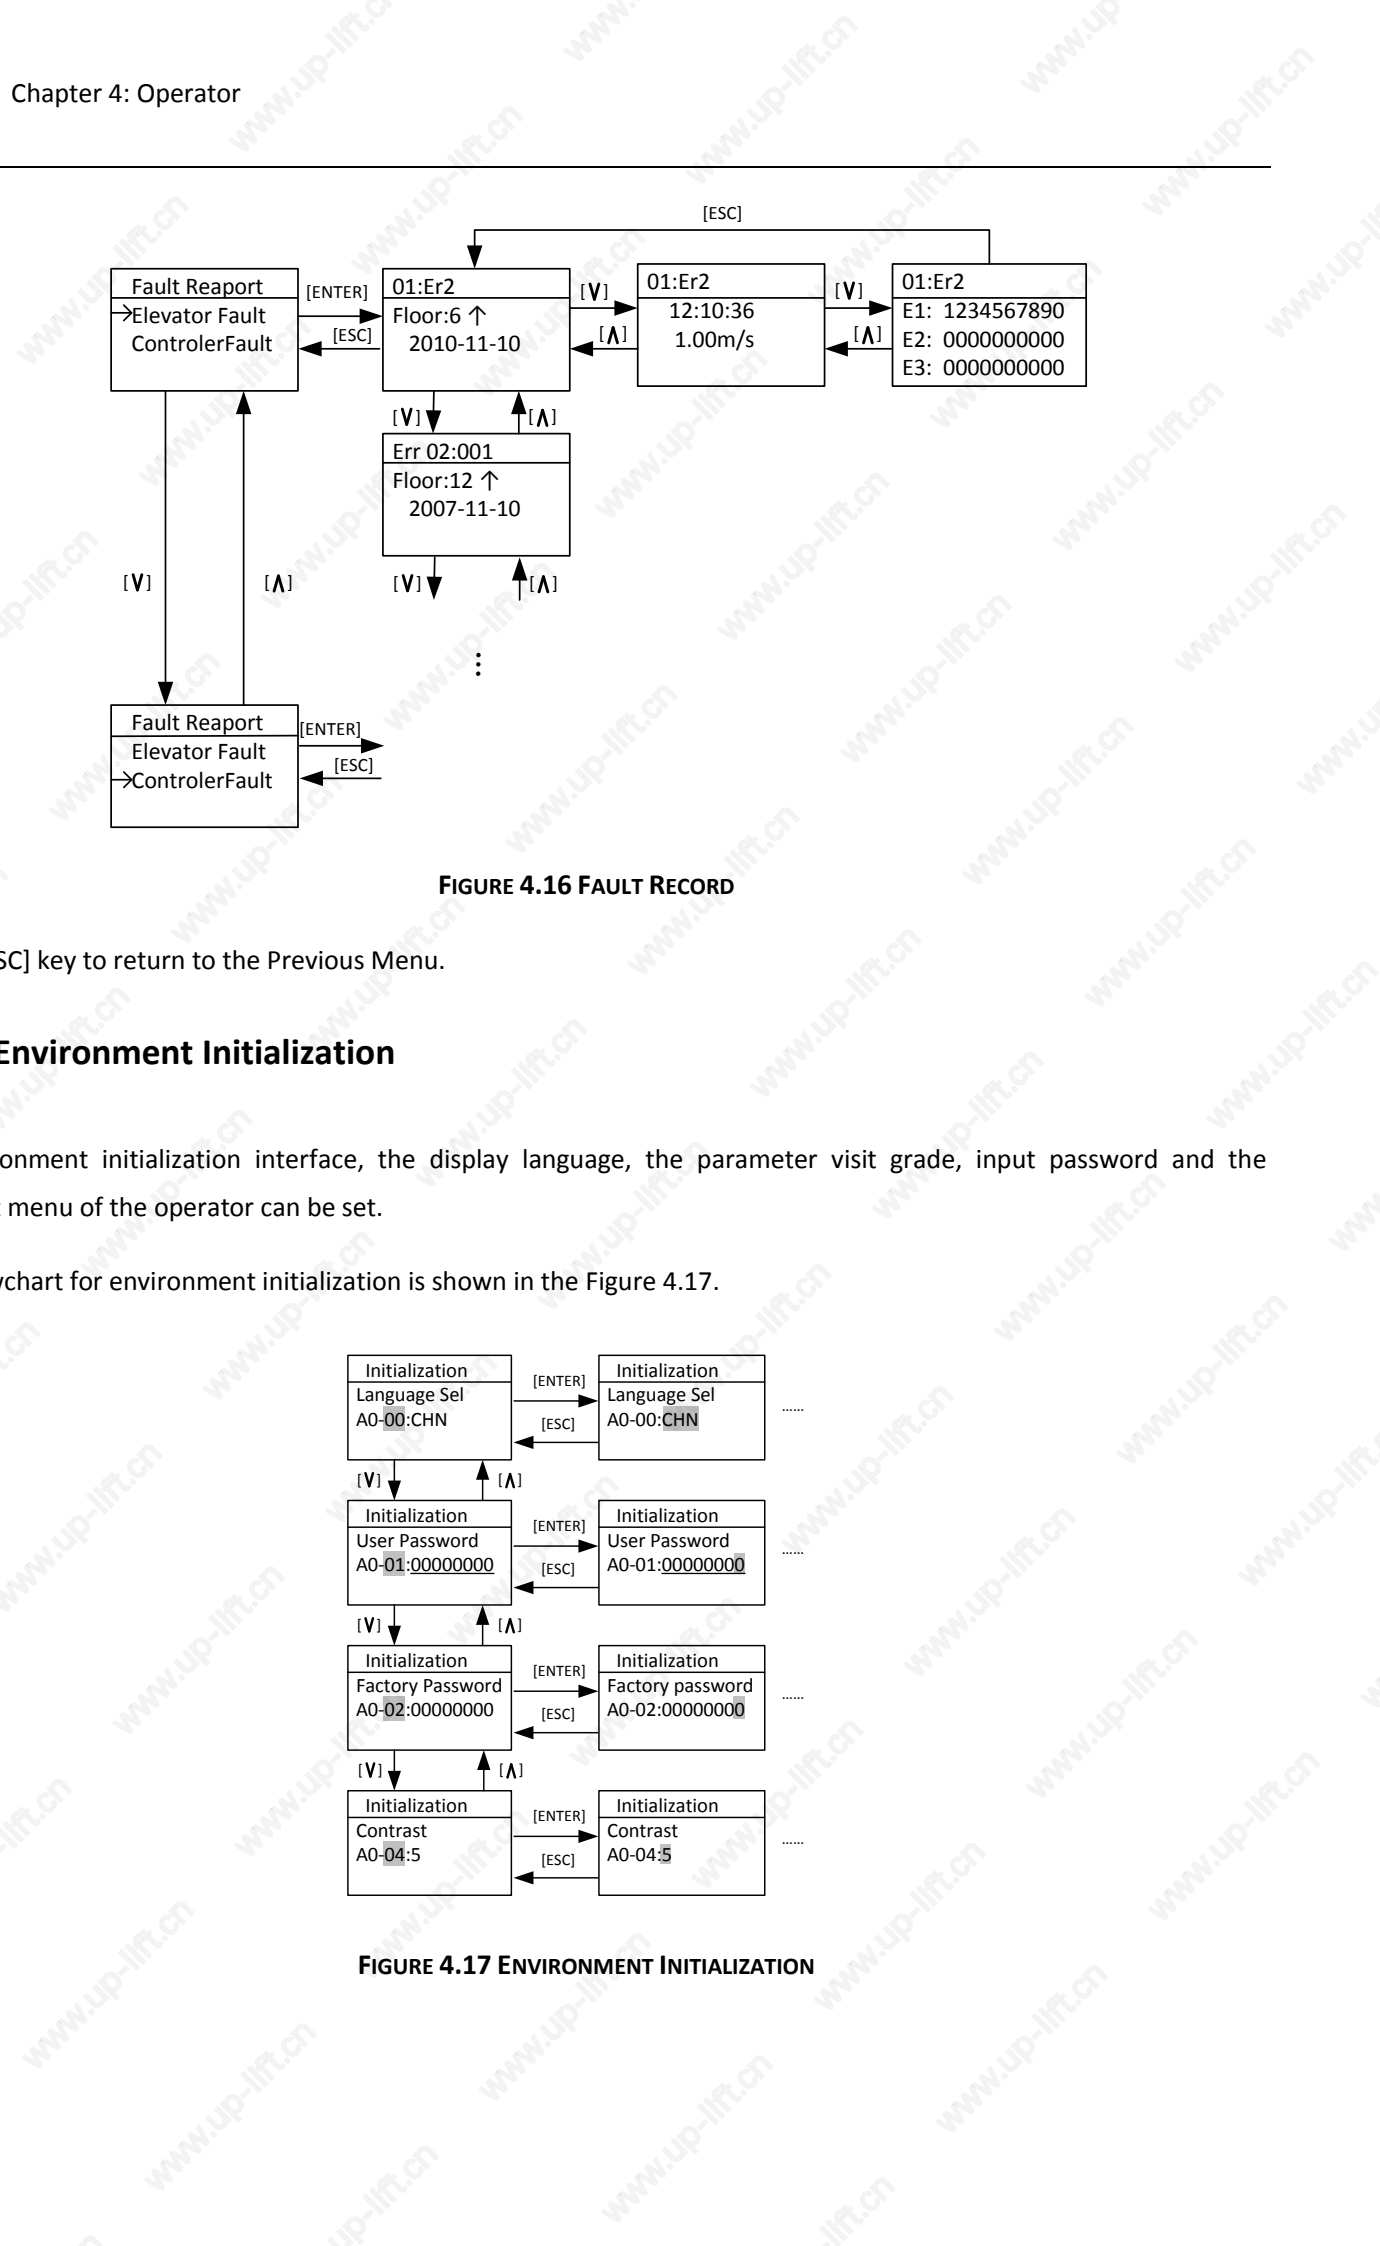 Chapter 4: Operator
[ESC]
Fault Reaport
→Elevator Fault
ControlerFault
[ENTER]
[ESC]
01:Er2
Floor:6 ↑
2010-11-10
[∨]
[∧]
01:Er2
12:10:36
1.00m/s
[∨]
[∧]
01:Er2
E1: 1234567890
E2: 0000000000
E3: 0000000000
[∨]
[∧]
Err 02:001
Floor:12 ↑
2007-11-10
[∨]
[∧]
[∨]
[∧]
⋮
Fault Reaport
Elevator Fault
→ControlerFault
[ENTER]
[ESC]
FIGURE 4.16 FAULT RECORD
SC] key to return to the Previous Menu.
Environment Initialization
onment initialization interface, the display language, the parameter visit grade, input password and the
t menu of the operator can be set.
wchart for environment initialization is shown in the Figure 4.17.
Initialization
Language Sel
A0-00:CHN
[ENTER]
[ESC]
Initialization
Language Sel
A0-00:CHN
......
[∨]
[∧]
Initialization
User Password
A0-01:00000000
[ENTER]
[ESC]
Initialization
User Password
A0-01:00000000
......
[∨]
[∧]
Initialization
Factory Password
A0-02:00000000
[ENTER]
[ESC]
Initialization
Factory password
A0-02:00000000
......
[∨]
[∧]
Initialization
Contrast
A0-04:5
[ENTER]
[ESC]
Initialization
Contrast
A0-04:5
......
FIGURE 4.17 ENVIRONMENT INITIALIZATION
www.up-lift.cn